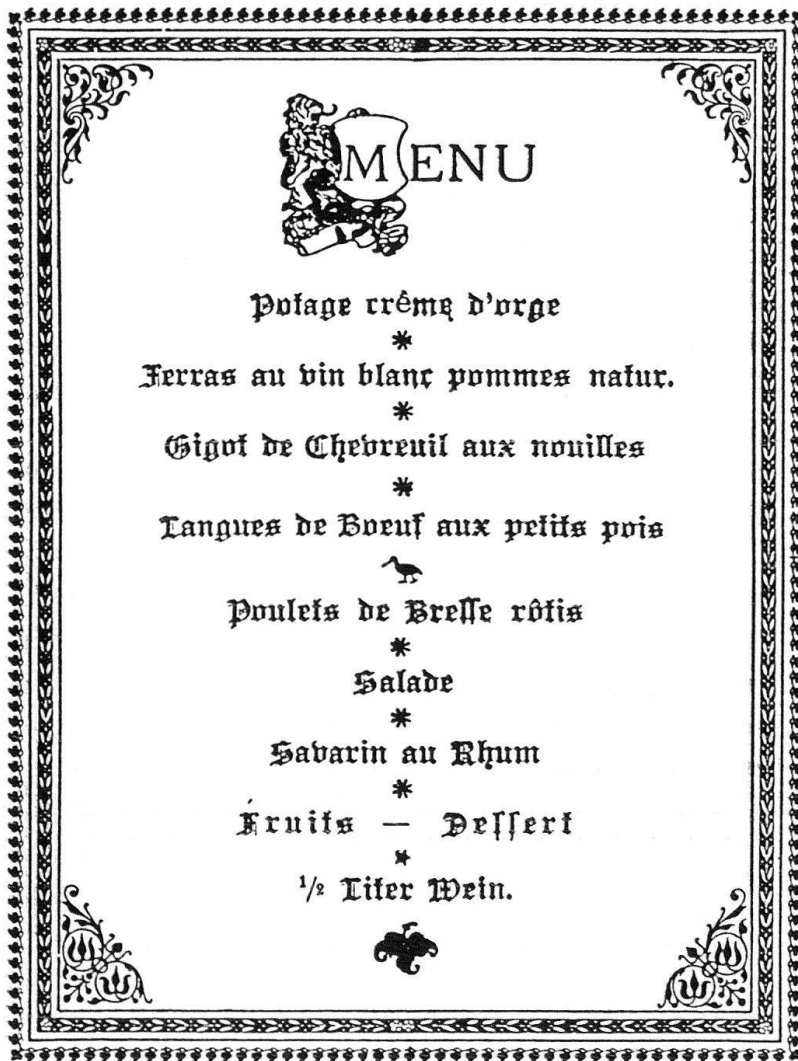 MENU
Potage crême d'orge
*
Ferras au vin blanc pommes natur.
*
Gigot de Chevreuil aux nouilles
*
Langues de Boeuf aux petits pois
Poulets de Bresse rôtis
*
Salade
*
Savarin au Rhum
*
Fruits — Dessert
*
½ Liter Wein.